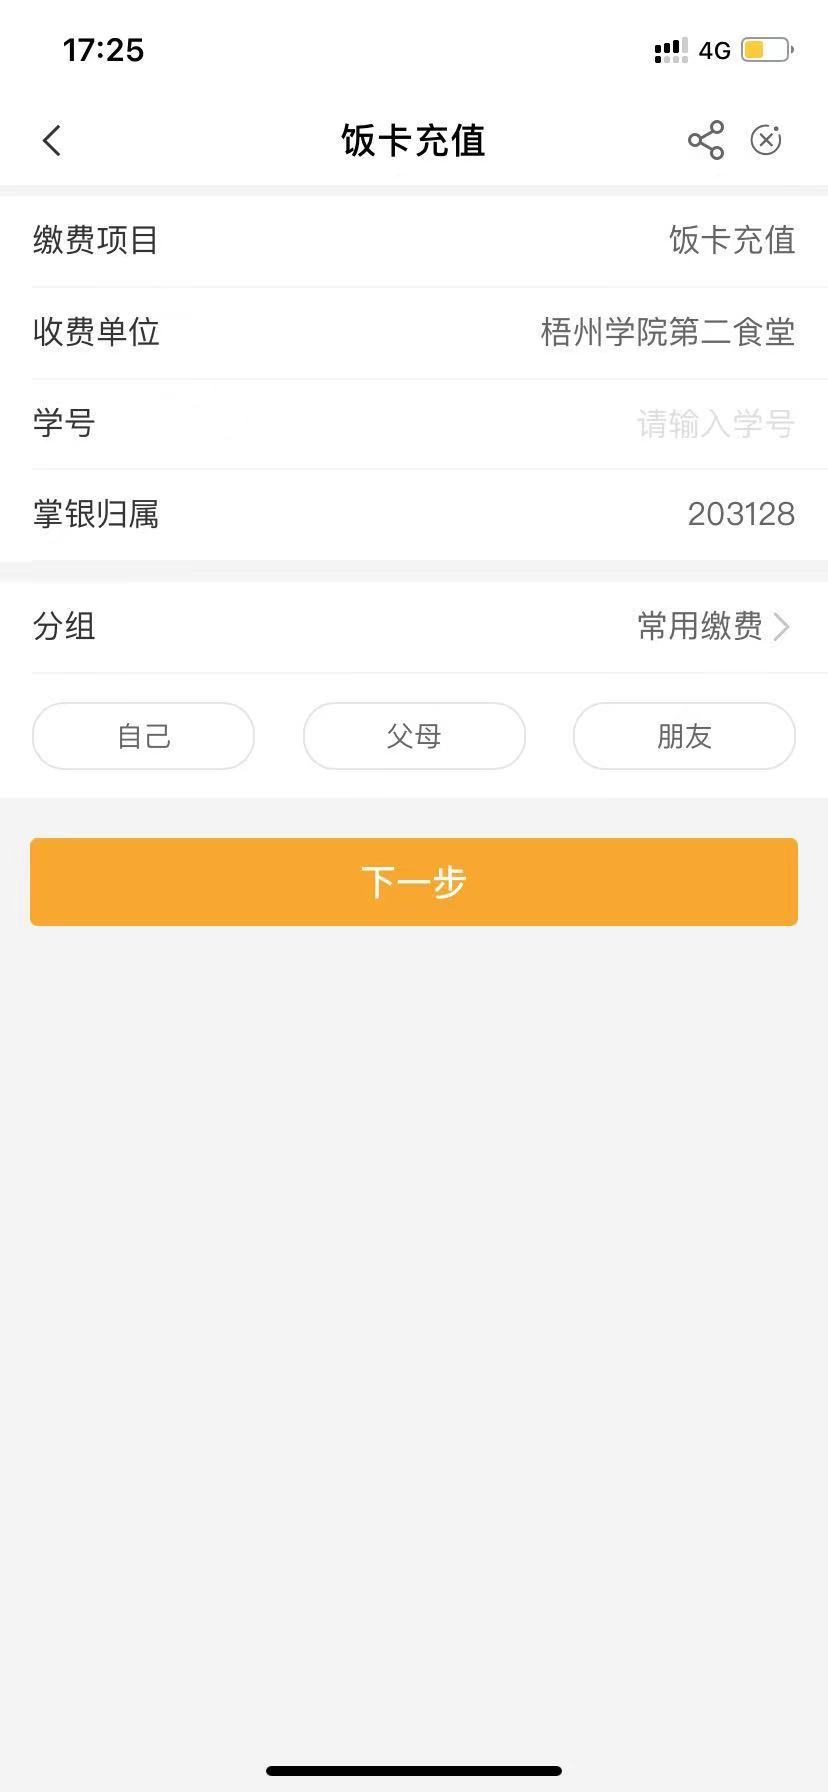 17:25 4G
饭卡充值
缴费项目 饭卡充值
收费单位 梧州学院第二食堂
学号 请输入学号
掌银归属 203128
分组 常用缴费
自己 父母 朋友
下一步